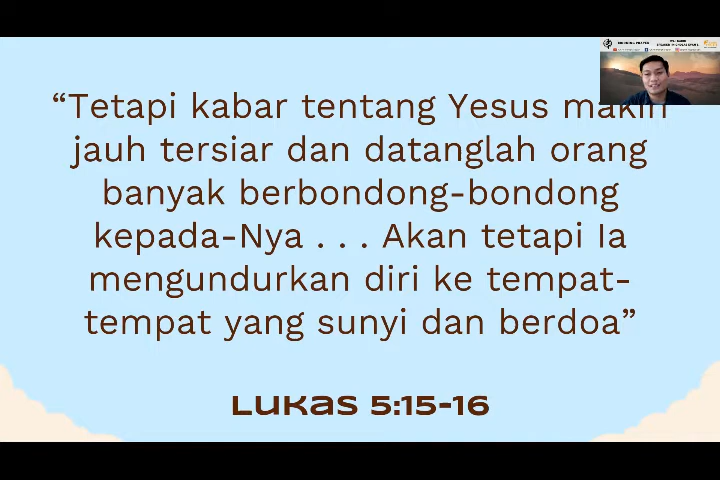 “Tetapi kabar tentang Yesus makin
jauh tersiar dan datanglah orang
banyak berbondong-bondong
kepada-Nya . . . Akan tetapi Ia
mengundurkan diri ke tempat-
tempat yang sunyi dan berdoa”
Lukas 5:15-16